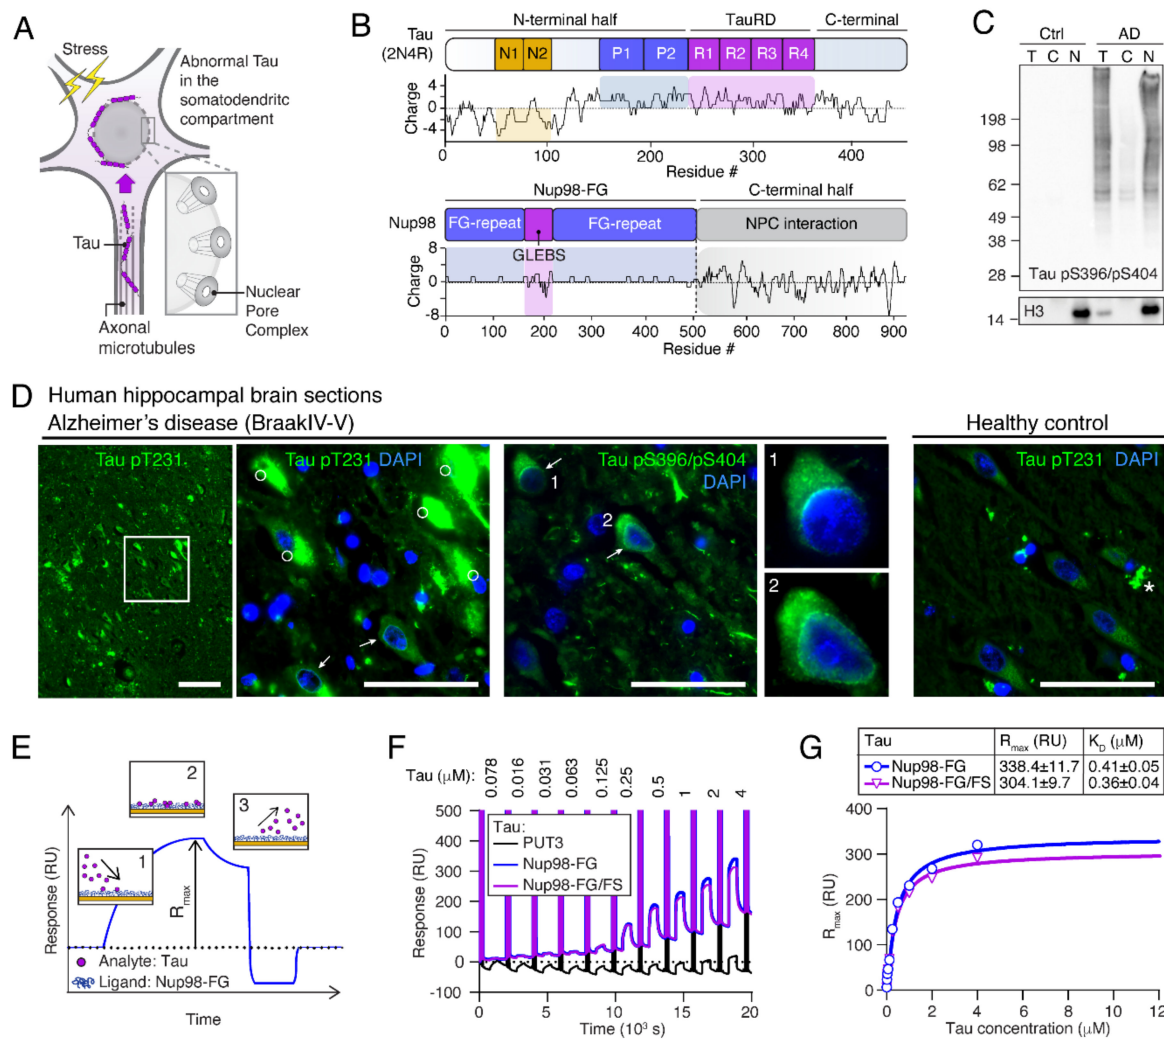 A
Stress
Abnormal Tau
in the
somatodendritc
compartment
Tau
Axonal
microtubules
Nuclear
Pore
Complex
B
N-terminal half
TauRD
C-terminal
Tau
(2N4R)
N1 N2 P1 P2 R1 R2 R3 R4
Charge
4
0
-4
0 100 200 300 400
Residue #
Nup98-FG
C-terminal half
Nup98
FG-repeat
FG-repeat
NPC interaction
GLEBS
Charge
8
0
-8
0 100 200 300 400 500 600 700 800 900
Residue #
C
Ctrl AD
T C N T C N
198
98
62
49
38
28
Tau pS396/pS404
14
H3
D
Human hippocampal brain sections
Alzheimer's disease (BraakIV-V)
Healthy control
Tau pT231
Tau pT231 DAPI
Tau pS396/pS404
DAPI
1
2
1
2
Tau pT231 DAPI
*
E
Response (RU)
1
2
3
Rmax
Analyte: Tau
Ligand: Nup98-FG
Time
F
Tau (μM): 0.078 0.016 0.031 0.063 0.125 0.25 0.5 1 2 4
Response (RU)
500
400
300
200
100
0
-100
Tau:
PUT3
Nup98-FG
Nup98-FG/FS
0 5 10 15 20
Time (10³ s)
G
Tau Rmax (RU) KD (μM)
Nup98-FG 338.4±11.7 0.41±0.05
Nup98-FG/FS 304.1±9.7 0.36±0.04
Rmax (RU)
400
300
200
100
0
0 2 4 6 8 10 12
Tau concentration (μM)